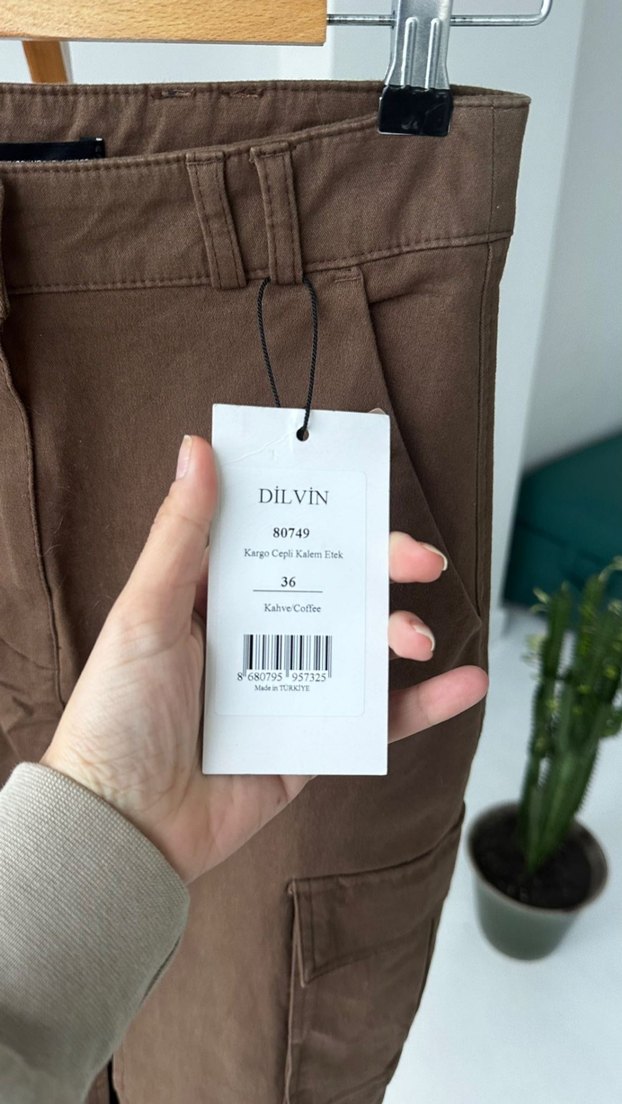 DİLVİN
80749
Kargo Cepli Kalem Etek
36
Kahve/Coffee
8 680795 957325
Made in TÜRKİYE